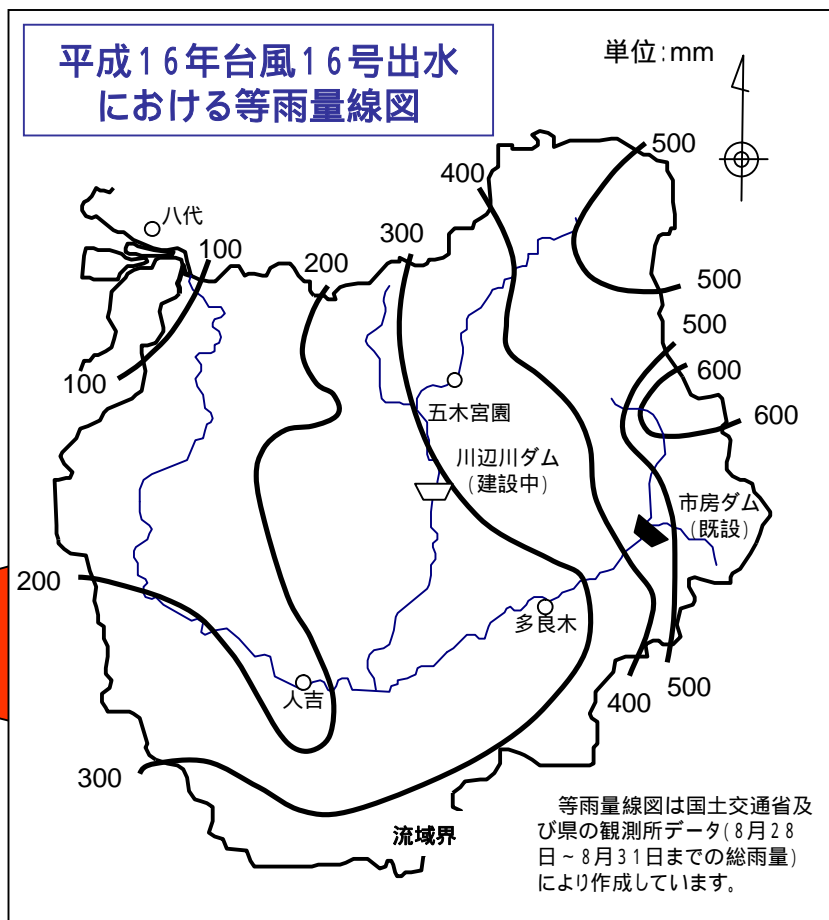 平成16年台風16号出水
における等雨量線図
単位:mm
500
400
八代
300
100
200
500
500
600
100
五木宮園
600
川辺川ダム
(建設中)
市房ダム
(既設)
200
多良木
人吉
400
500
300
流域界
等雨量線図は国土交通省及
び県の観測所データ(8月28
日~8月31日までの総雨量)
により作成しています。